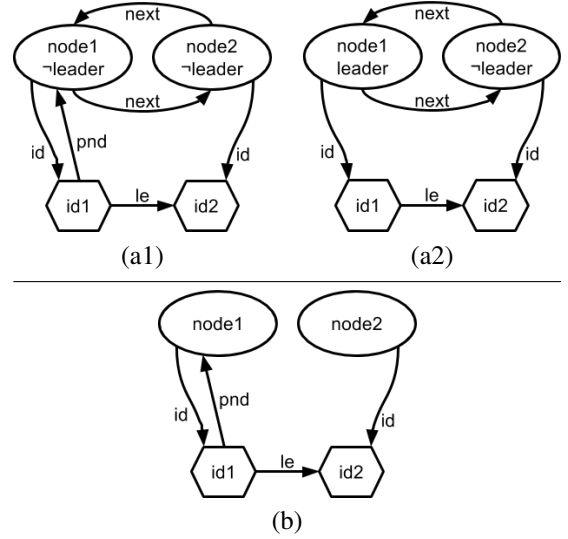 next next
node1 node2 node1 node2
¬leader ¬leader leader ¬leader
next next
id pnd id id id
id1 le id2 id1 le id2
(a1) (a2)
node1 node2
id pnd id
id1 le id2
(b)